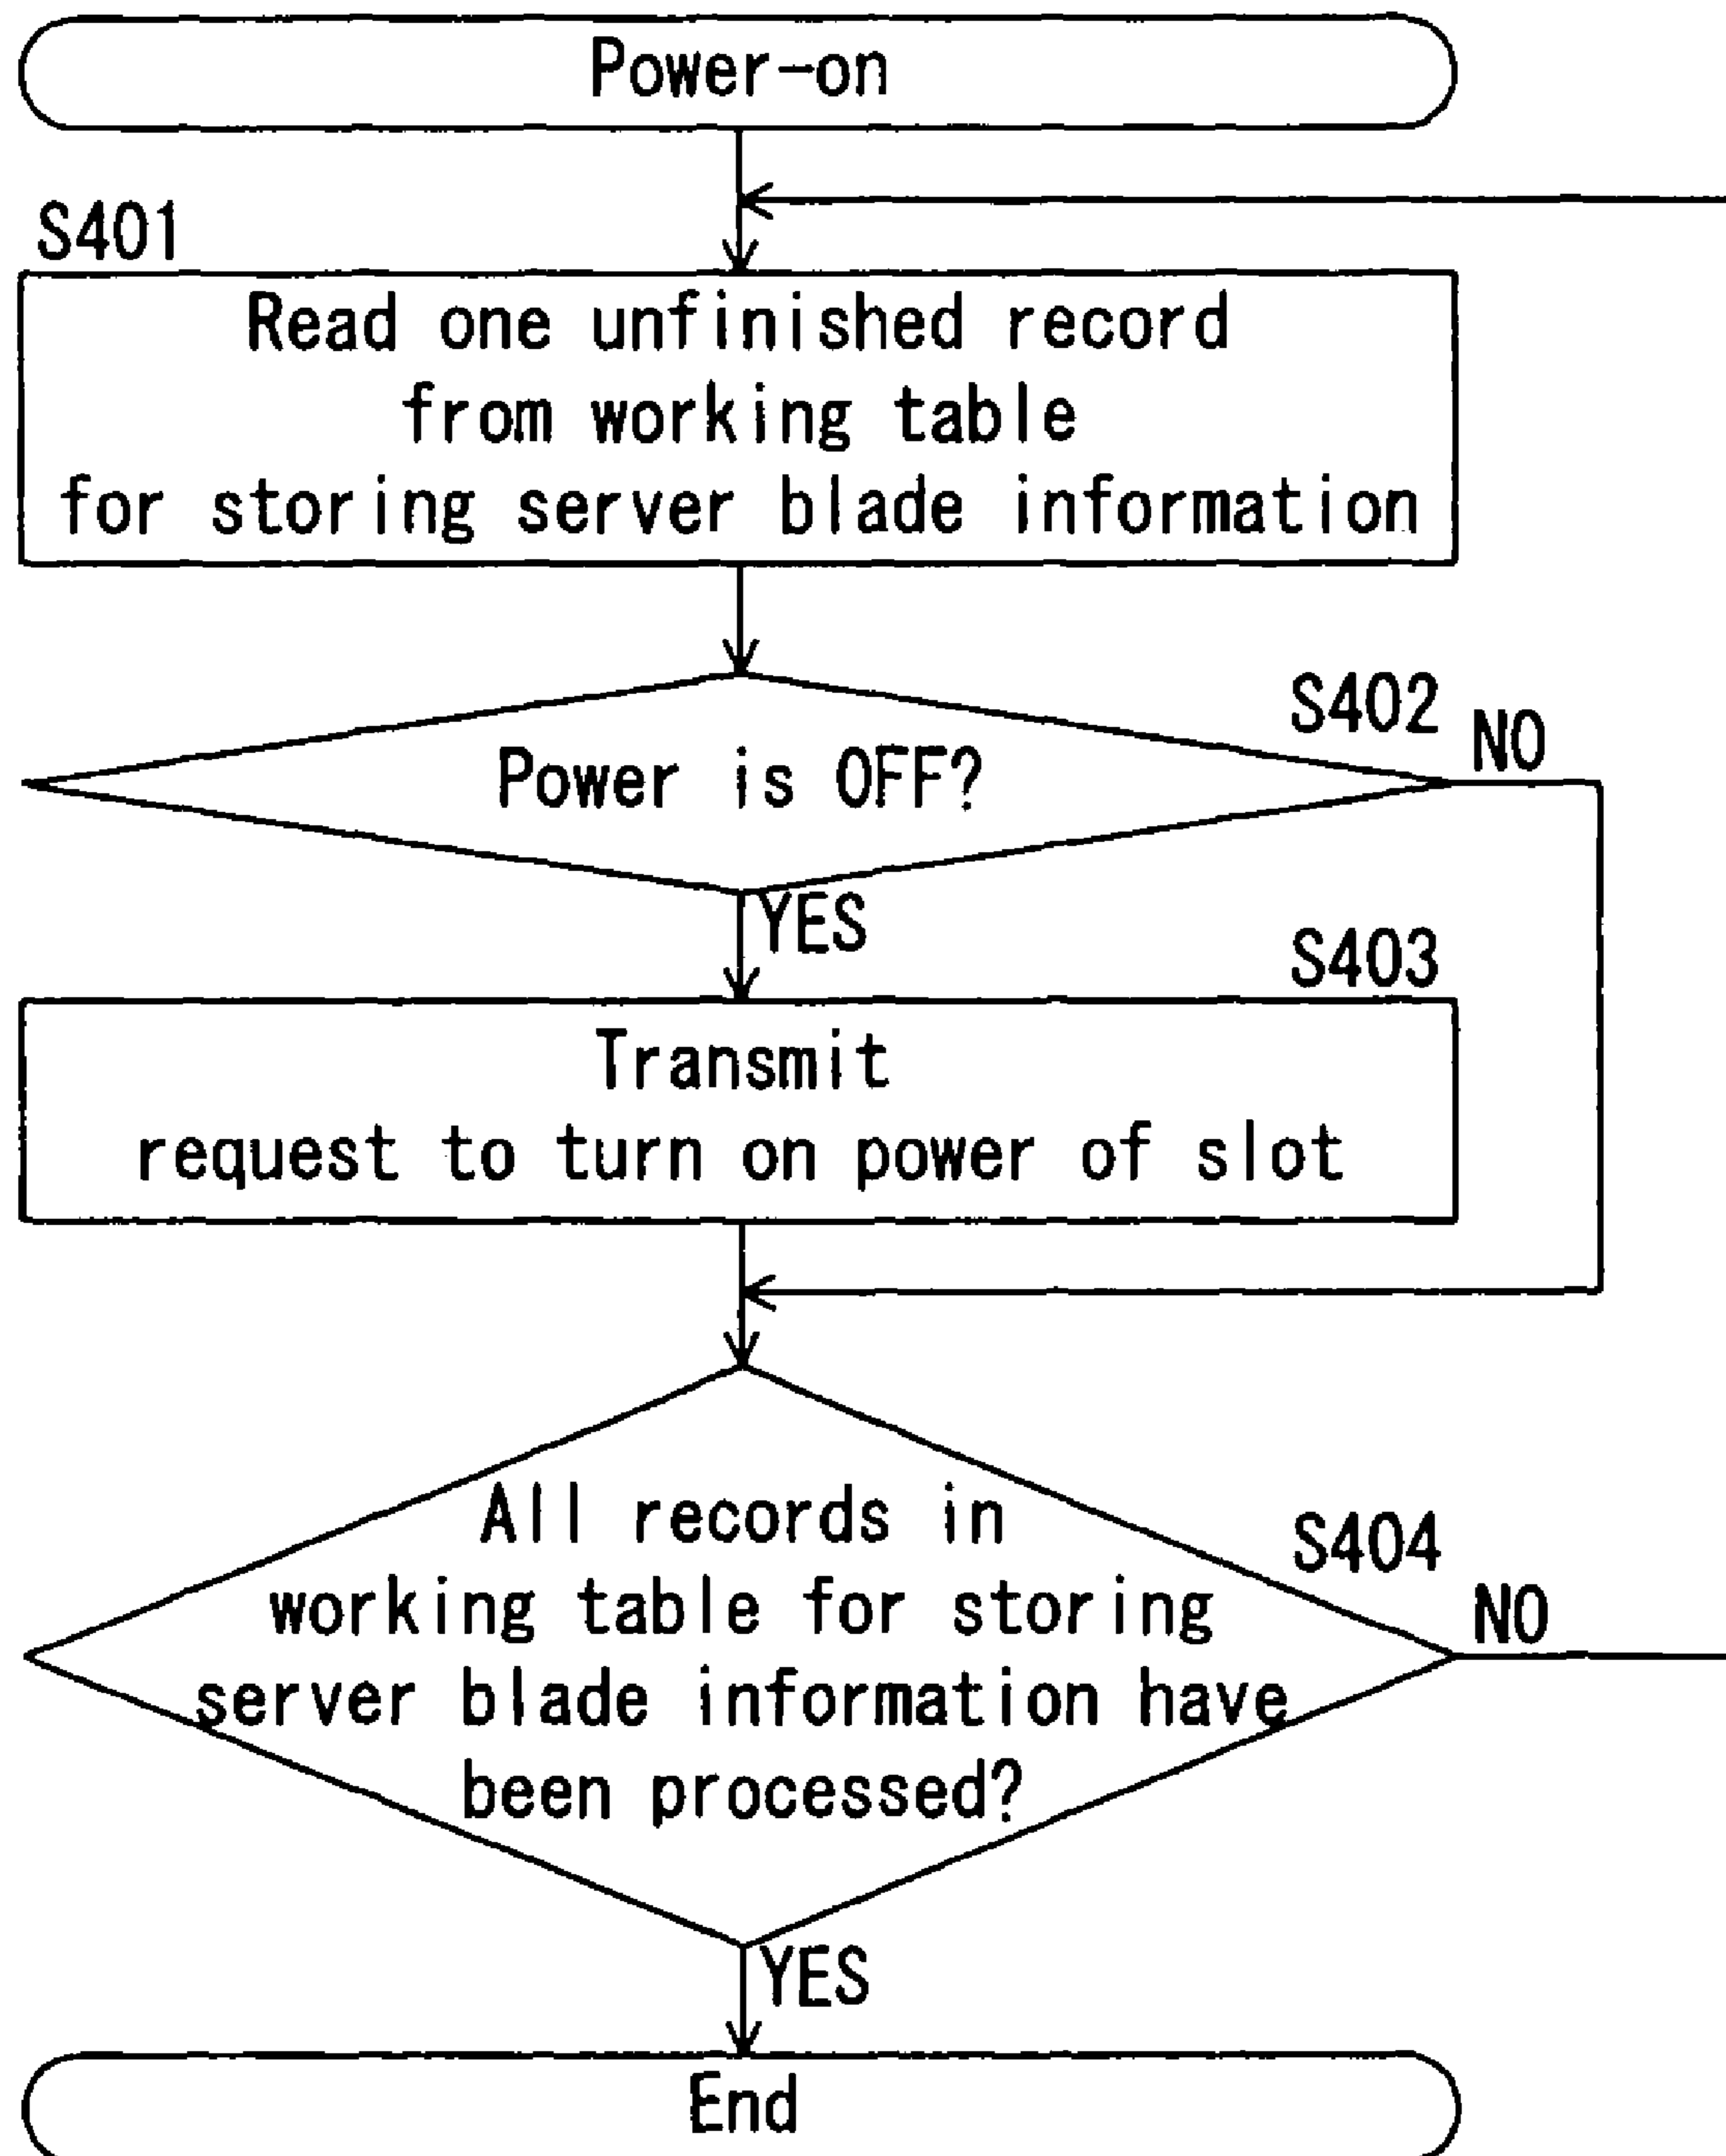 Power-on
S401
Read one unfinished record
from working table
for storing server blade information
S402
NO
Power is OFF?
YES
S403
Transmit
request to turn on power of slot
All records in
S404
working table for storing
NO
server blade information have
been processed?
YES
End